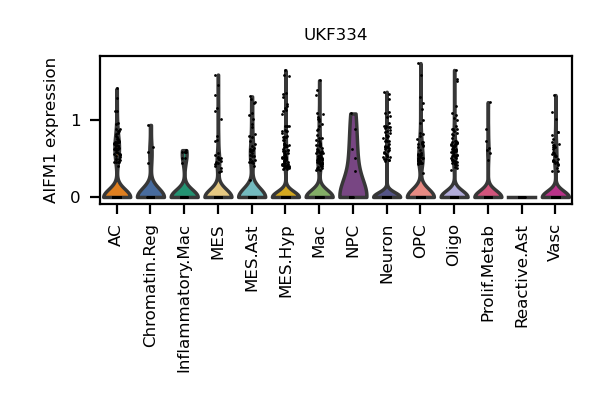 UKF334
AIFM1 expression
1
0
AC
Chromatin.Reg
Inflammatory.Mac
MES
MES.Ast
MES.Hyp
Mac
NPC
Neuron
OPC
Oligo
Prolif.Metab
Reactive.Ast
Vasc